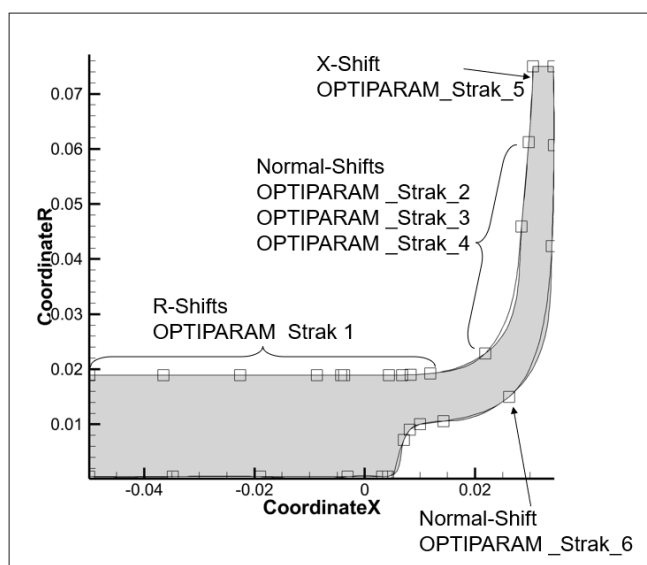 X-Shift
OPTIPARAM_Strak_5
0.07
0.06
Normal-Shifts
OPTIPARAM _Strak_2
OPTIPARAM _Strak_3
OPTIPARAM _Strak_4
0.05
0.04
CoordinateR
R-Shifts
OPTIPARAM Strak 1
0.03
0.02
0.01
-0.04
-0.02
0
0.02
CoordinateX
Normal-Shift
OPTIPARAM _Strak_6